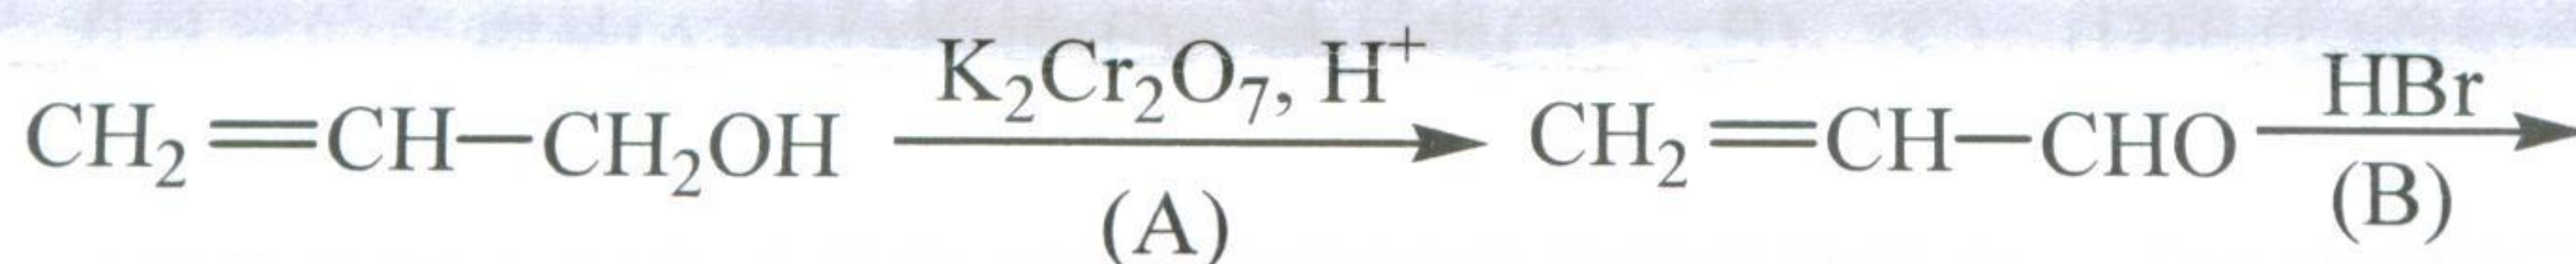 CH₂=CH—CH₂OH K₂Cr₂O₇, H⁺ (A) CH₂=CH—CHO HBr (B)